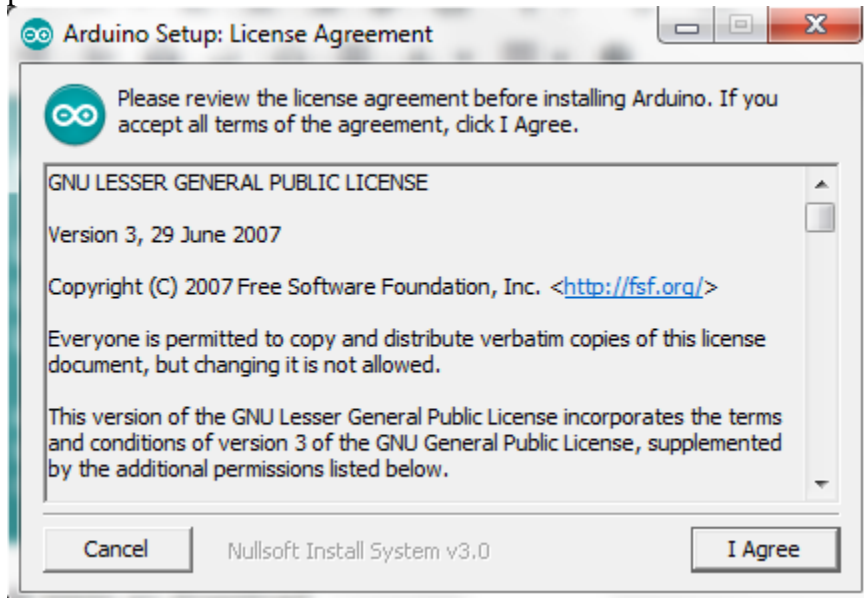 Arduino Setup: License Agreement
Please review the license agreement before installing Arduino. If you
accept all terms of the agreement, click I Agree.
GNU LESSER GENERAL PUBLIC LICENSE
Version 3, 29 June 2007
Copyright (C) 2007 Free Software Foundation, Inc. <http://fsf.org/>
Everyone is permitted to copy and distribute verbatim copies of this license
document, but changing it is not allowed.
This version of the GNU Lesser General Public License incorporates the terms
and conditions of version 3 of the GNU General Public License, supplemented
by the additional permissions listed below.
Cancel Nullsoft Install System v3.0 I Agree